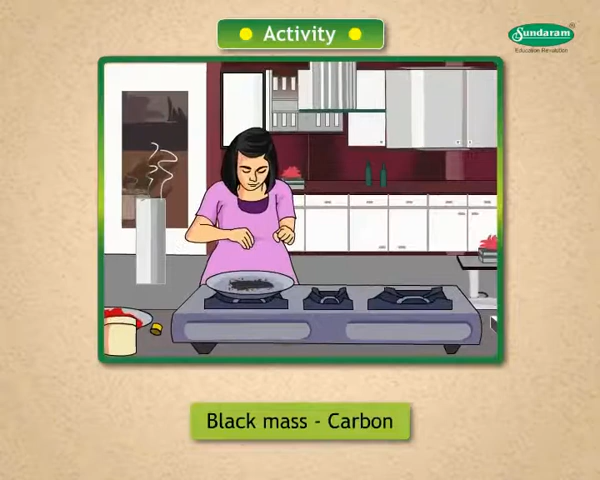 Activity
Sundaram
Education Revolution
Black mass - Carbon